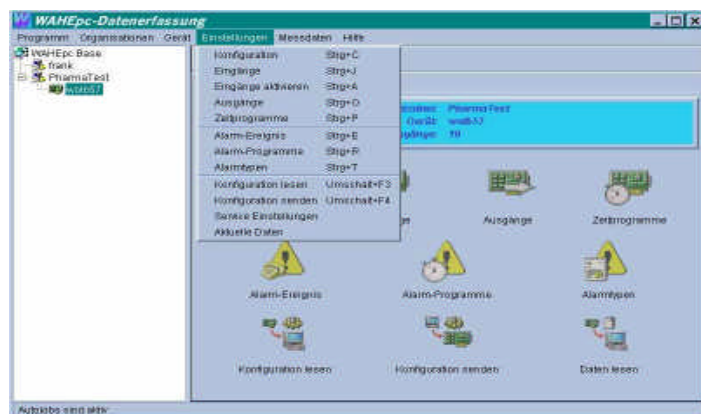 WAHEpc-Datenerfassung
Programm Organisationen Gerät Einstellungen Messdaten Hilfe
WAHEpc Base
frank
PharmaTest
Konfiguration Strg+C
Eingänge Strg+J
Eingänge aktivieren Strg+A
Ausgänge Strg+O
Zeitprogramme Strg+P
Alarm-Ereignis Strg+E
Alarm-Programme Strg+R
Alarmtypen Strg+T
Konfiguration lesen Umschalt+F3
Konfiguration senden Umschalt+F4
Service Einstellungen
Aktuelle Daten
PharmaTest
Gerät:
Ausgänge Zeitprogramme
Alarm-Ereignis Alarm-Programme Alarmtypen
Konfiguration lesen Konfiguration senden Daten lesen
Autojobs sind aktiv